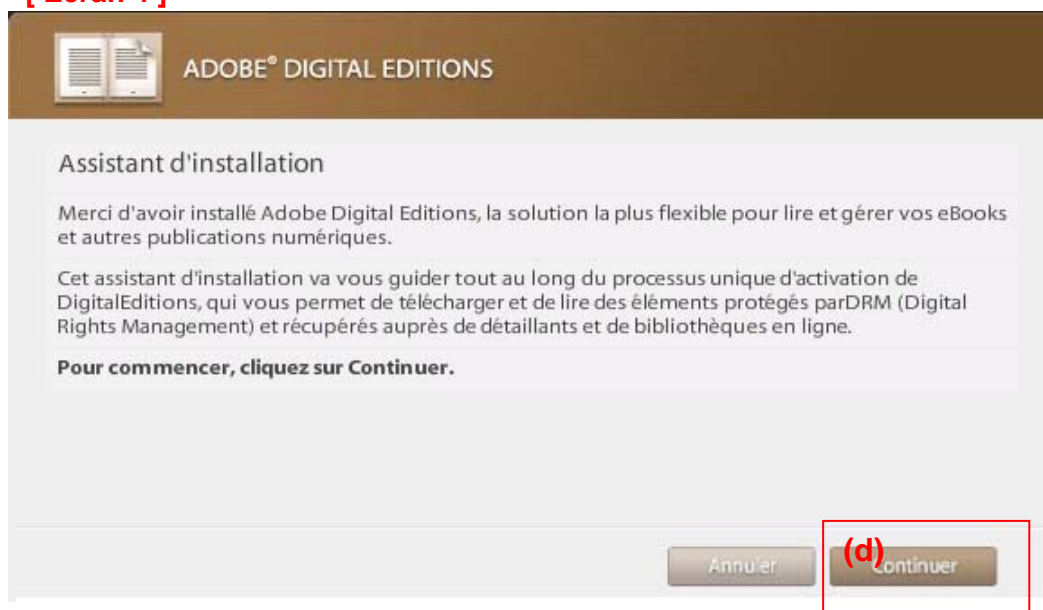 [ Ecran 1 ]
ADOBE® DIGITAL EDITIONS
Assistant d'installation
Merci d'avoir installé Adobe Digital Editions, la solution la plus flexible pour lire et gérer vos eBooks
et autres publications numériques.
Cet assistant d'installation va vous guider tout au long du processus unique d'activation de
DigitalEditions, qui vous permet de télécharger et de lire des éléments protégés parDRM (Digital
Rights Management) et récupérés auprès de détaillants et de bibliothèques en ligne.
Pour commencer, cliquez sur Continuer.
Annuler (d) Continuer